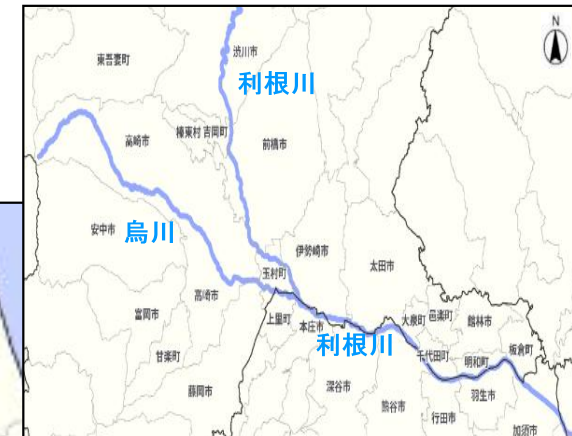 N
渋川市
東吾妻町
利根川
高崎市
榛東村 吉岡町
前橋市
烏川
安中市
伊勢崎市
太田市
玉村町
高崎市
上里町
本庄市
大泉町
邑楽町
館林市
富岡市
利根川
千代田町
明和町
板倉町
甘楽町
藤岡市
深谷市
熊谷市
羽生市
行田市
加須市